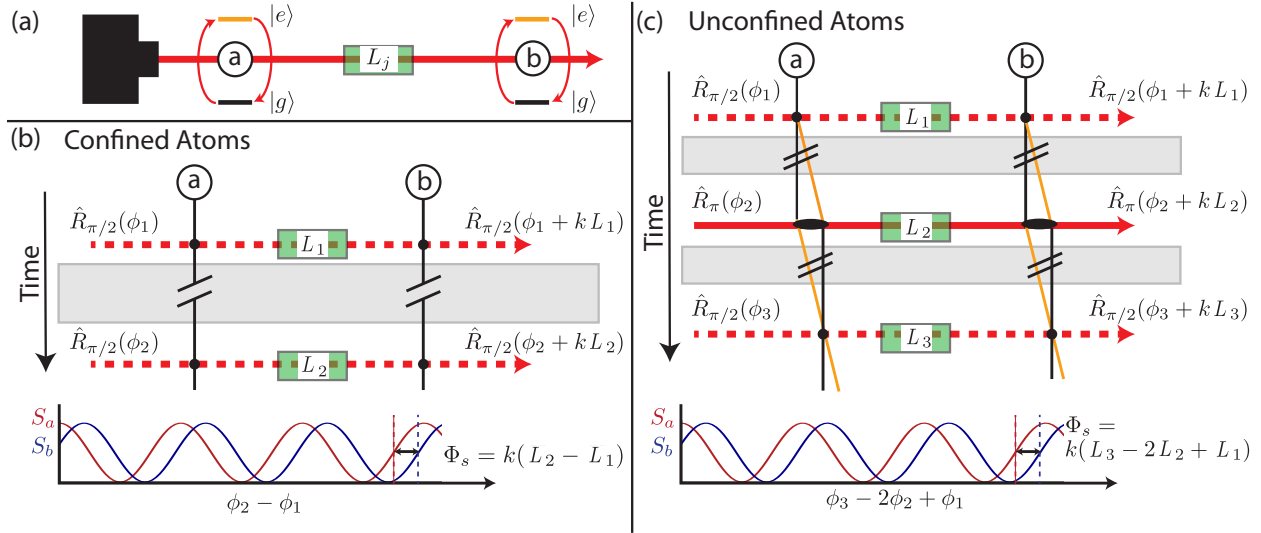 (a)
|e⟩
|g⟩
a
L_j
|e⟩
|g⟩
b
(b) Confined Atoms
Time
a
b
R̂_{π/2}(ϕ_1)
L_1
R̂_{π/2}(ϕ_1 + kL_1)
R̂_{π/2}(ϕ_2)
L_2
R̂_{π/2}(ϕ_2 + kL_2)
S_a
S_b
Φ_s = k(L_2 − L_1)
ϕ_2 − ϕ_1
(c) Unconfined Atoms
Time
a
b
R̂_{π/2}(ϕ_1)
L_1
R̂_{π/2}(ϕ_1 + kL_1)
R̂_π(ϕ_2)
L_2
R̂_π(ϕ_2 + kL_2)
R̂_{π/2}(ϕ_3)
L_3
R̂_{π/2}(ϕ_3 + kL_3)
S_a
S_b
Φ_s =
k(L_3 − 2L_2 + L_1)
ϕ_3 − 2ϕ_2 + ϕ_1